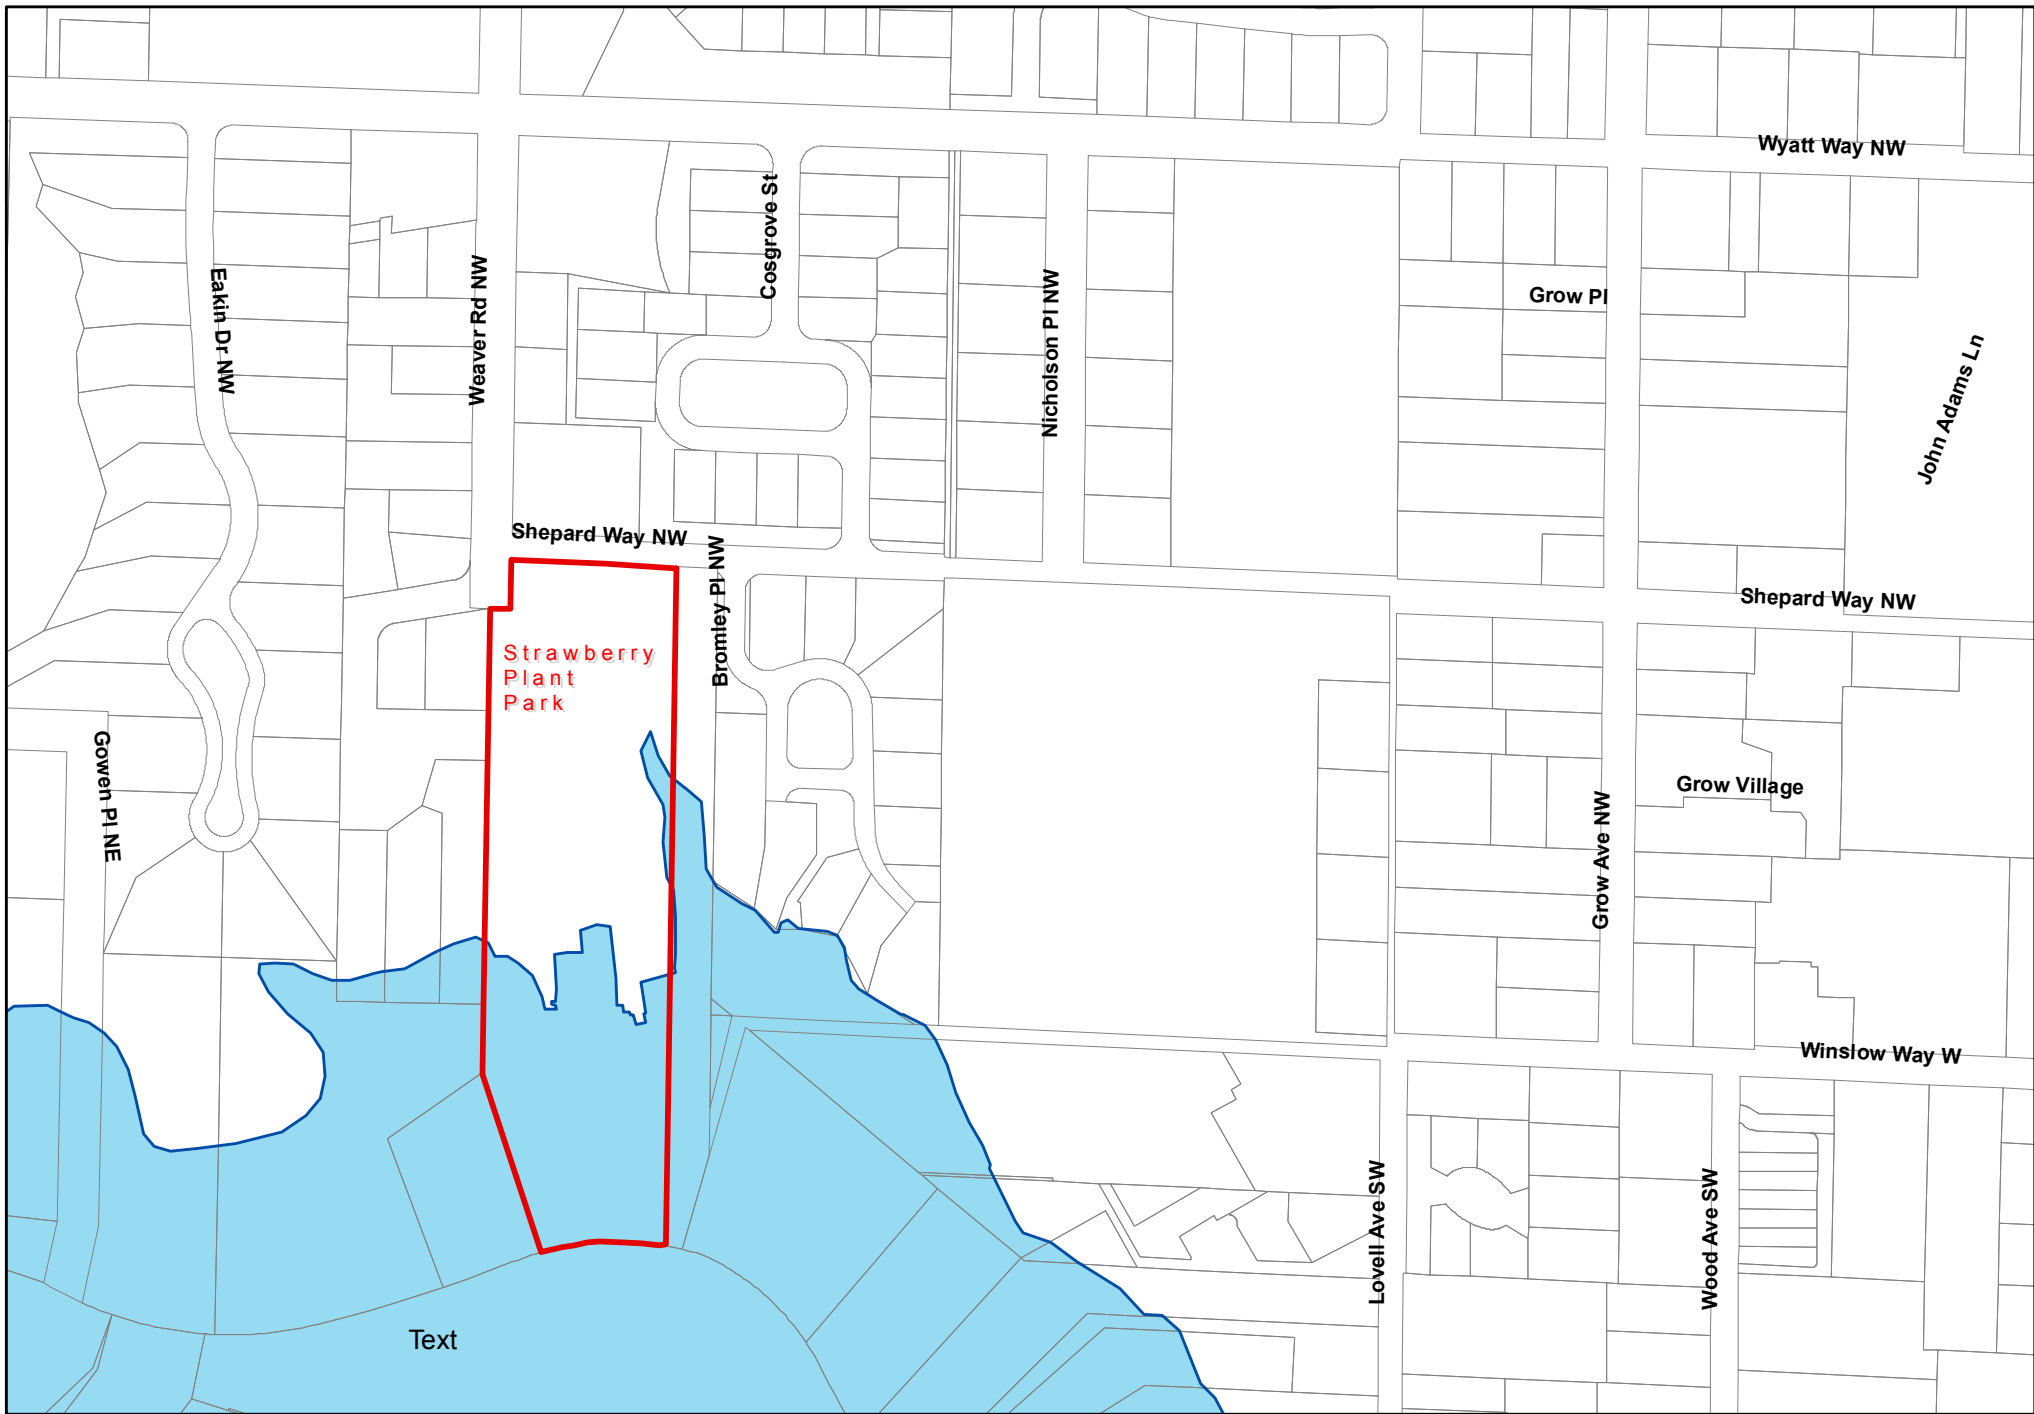 Wyatt Way NW
Cosgrove St
Eakin Dr NW
Weaver Rd NW
Nicholson Pl NW
Grow Pl
John Adams Ln
Shepard Way NW
Bromley Pl NW
Shepard Way NW
Strawberry
Plant
Park
Gowen Pl NE
Grow Village
Grow Ave NW
Winslow Way W
Lovell Ave SW
Wood Ave SW
Text